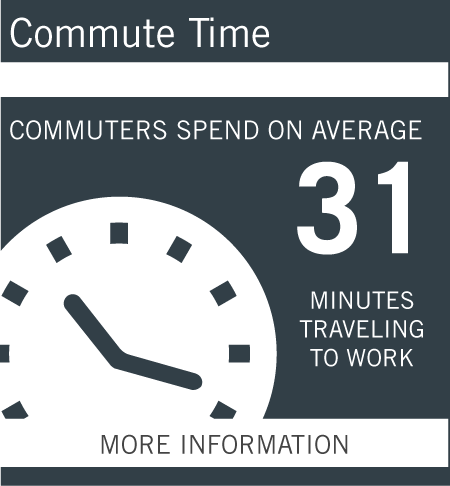 Commute Time
COMMUTERS SPEND ON AVERAGE
31
MINUTES
TRAVELING
TO WORK
MORE INFORMATION